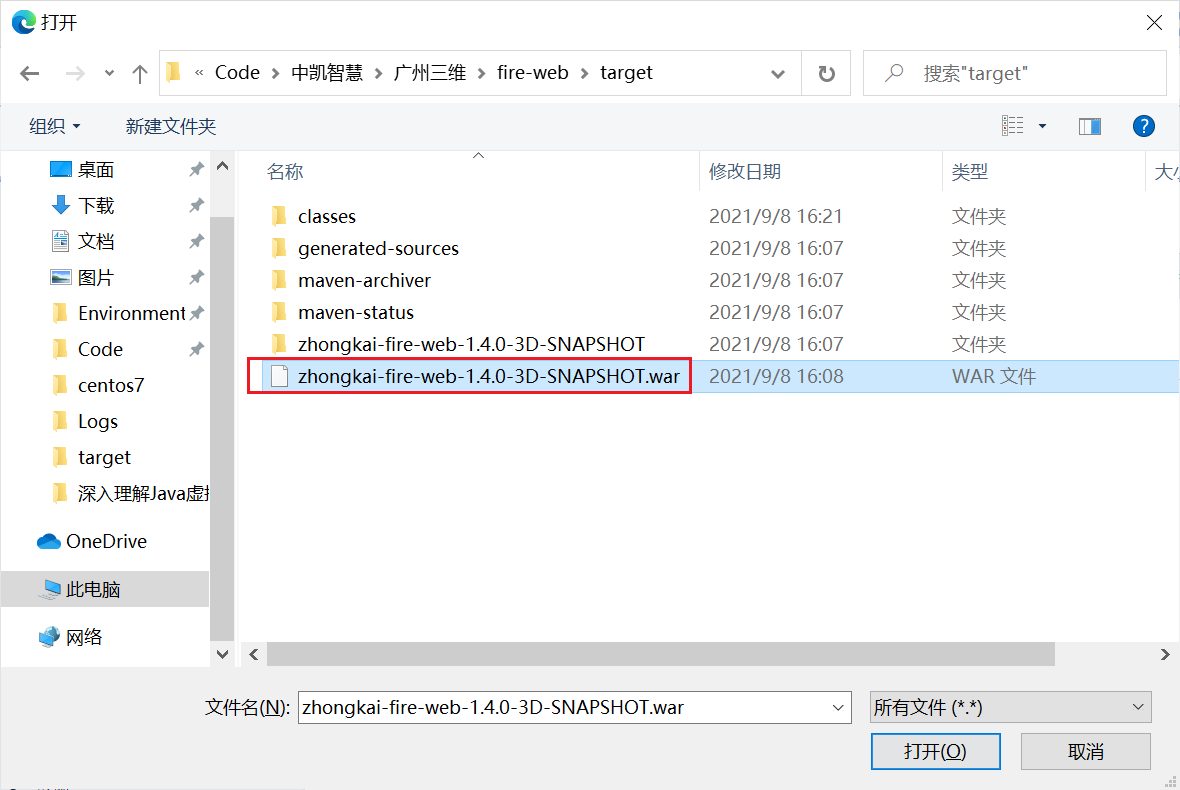 打开
« Code > 中凯智慧 > 广州三维 > fire-web > target
搜索"target"
组织
新建文件夹
桌面
下载
文档
图片
Environment
Code
centos7
Logs
target
深入理解Java虚
OneDrive
此电脑
网络
名称 修改日期 类型 大
classes 2021/9/8 16:21 文件夹
generated-sources 2021/9/8 16:07 文件夹
maven-archiver 2021/9/8 16:07 文件夹
maven-status 2021/9/8 16:07 文件夹
zhongkai-fire-web-1.4.0-3D-SNAPSHOT 2021/9/8 16:07 文件夹
zhongkai-fire-web-1.4.0-3D-SNAPSHOT.war 2021/9/8 16:08 WAR 文件
文件名(N): zhongkai-fire-web-1.4.0-3D-SNAPSHOT.war
所有文件 (*.*)
打开(O)
取消